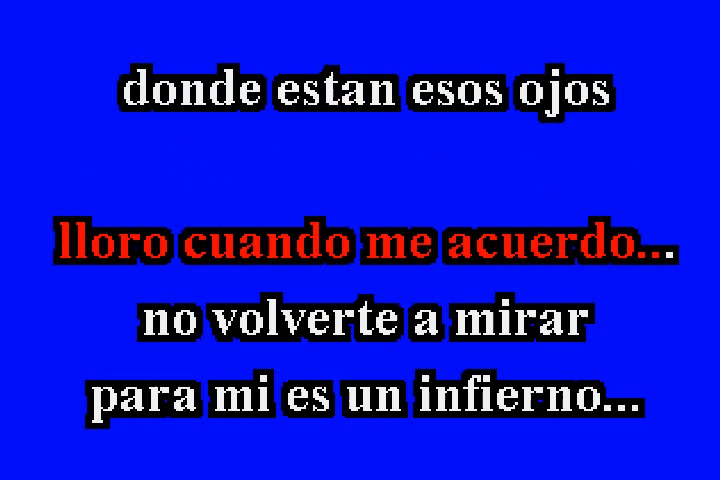 donde estan esos ojos
lloro cuando me acuerdo...
no volverte a mirar
para mi es un infierno...